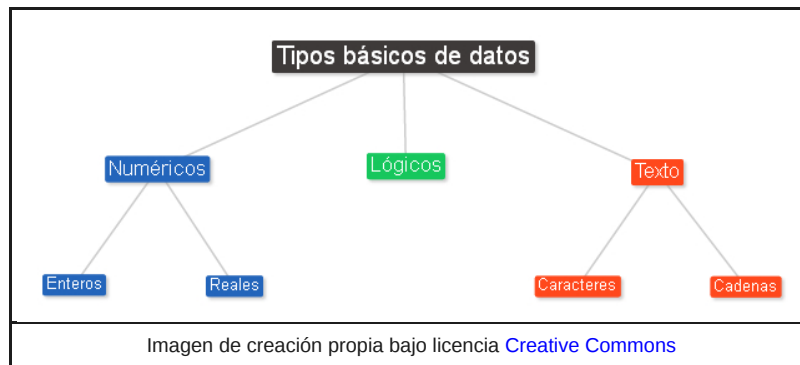 Tipos básicos de datos
Numéricos
Lógicos
Texto
Enteros
Reales
Caracteres
Cadenas
Imagen de creación propia bajo licencia Creative Commons